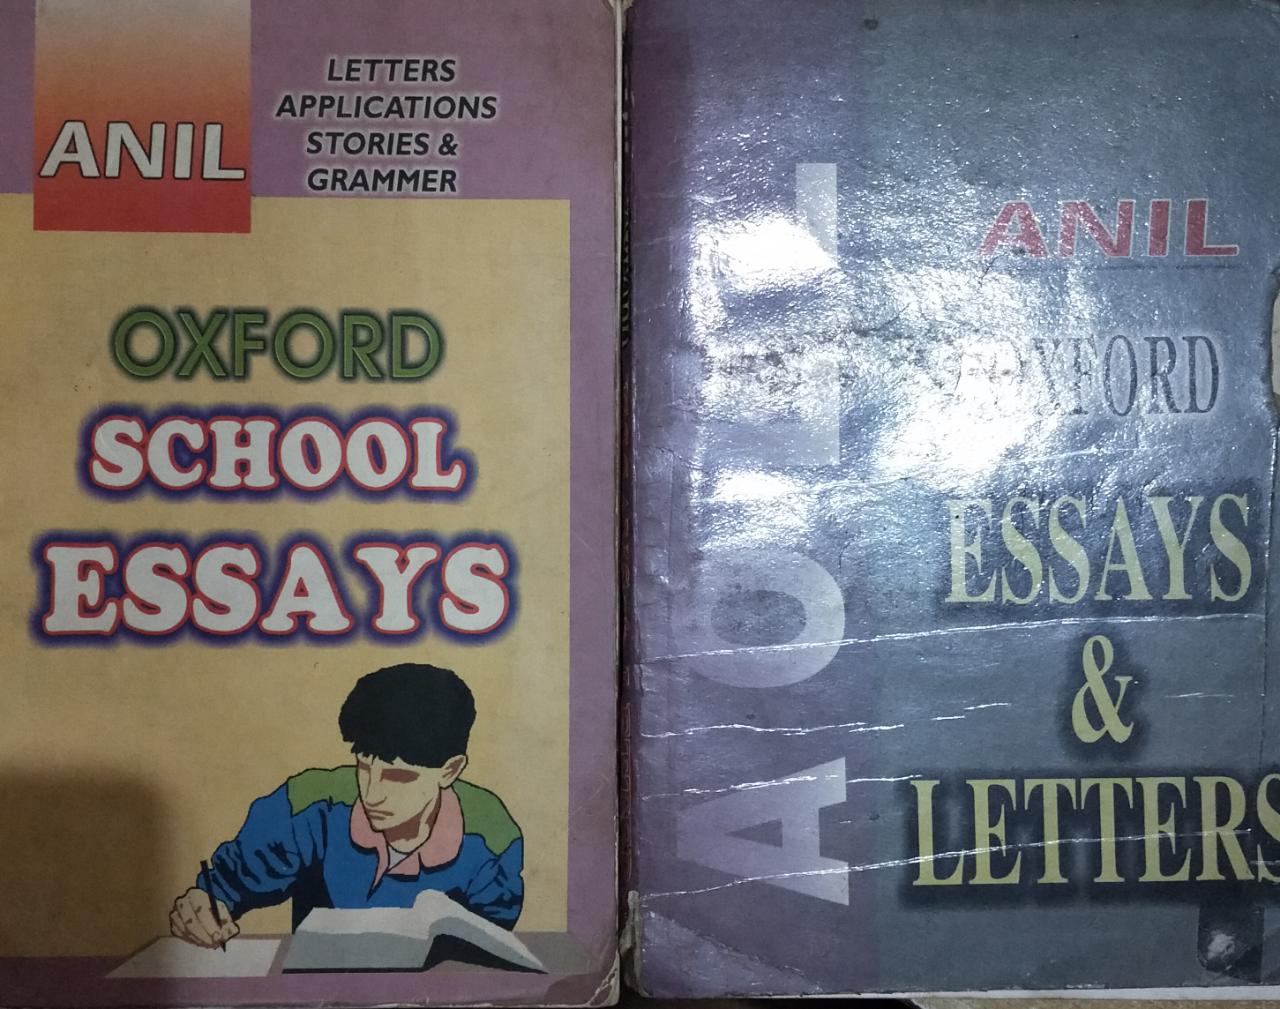 ANIL
LETTERS
APPLICATIONS
STORIES &
GRAMMER
OXFORD
SCHOOL
ESSAYS
ANIL
OXFORD
ESSAYS
&
LETTERS